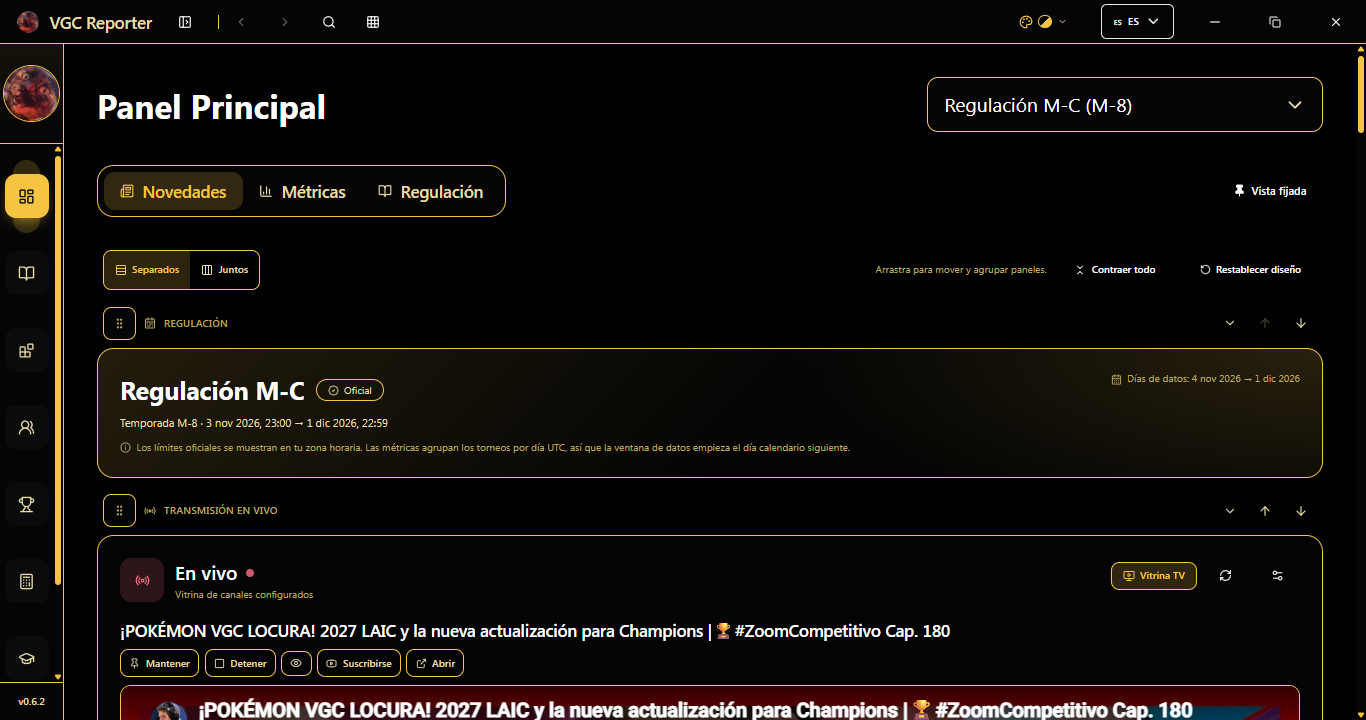 VGC Reporter
ES ES
Panel Principal
Regulación M-C (M-8)
Novedades Métricas Regulación
Vista fijada
Separados Juntos
Arrastra para mover y agrupar paneles. Contraer todo Restablecer diseño
REGULACIÓN
Regulación M-C Oficial
Días de datos: 4 nov 2026 → 1 dic 2026
Temporada M-8 · 3 nov 2026, 23:00 → 1 dic 2026, 22:59
Los límites oficiales se muestran en tu zona horaria. Las métricas agrupan los torneos por día UTC, así que la ventana de datos empieza el día calendario siguiente.
TRANSMISIÓN EN VIVO
En vivo
Vitrina TV
Vitrina de canales configurados
¡POKÉMON VGC LOCURA! 2027 LAIC y la nueva actualización para Champions | 🏆 #ZoomCompetitivo Cap. 180
Mantener Detener Suscribirse Abrir
v0.6.2
¡POKÉMON VGC LOCURA! 2027 LAIC y la nueva actualización para Champions | 🏆 #ZoomCompetitivo Cap. 180